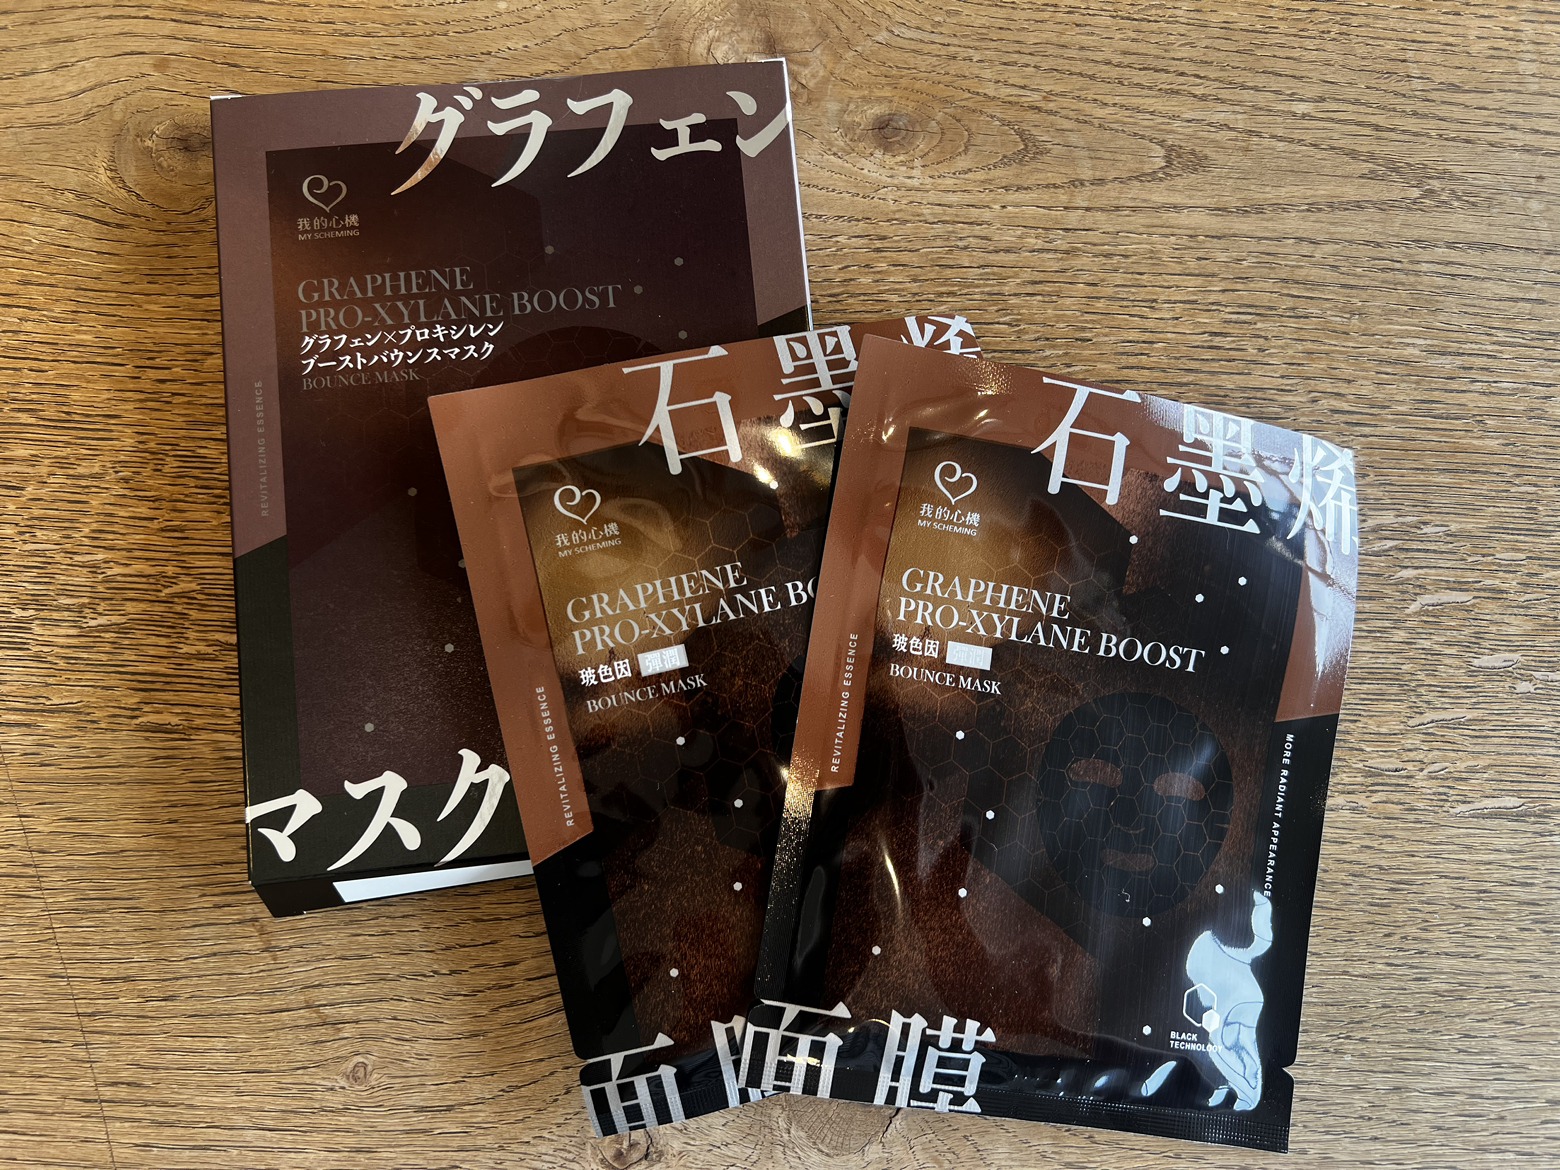 グラフェン
我的心機
MY SCHEMING
GRAPHENE
PRO-XYLANE BOOST
グラフェン×プロキシレン
ブーストバウンスマスク
BOUNCE MASK
REVITALIZING ESSENCE
マスク
石墨烯
我的心機
MY SCHEMING
GRAPHENE
PRO-XYLANE BO
玻色因 彈潤
BOUNCE MASK
REVITALIZING ESSENCE
面
石墨烯
我的心機
MY SCHEMING
GRAPHENE
PRO-XYLANE BOOST
玻色因 彈潤
BOUNCE MASK
REVITALIZING ESSENCE
MORE RADIANT APPEARANCE
BLACK
TECHNOLOGY
面膜